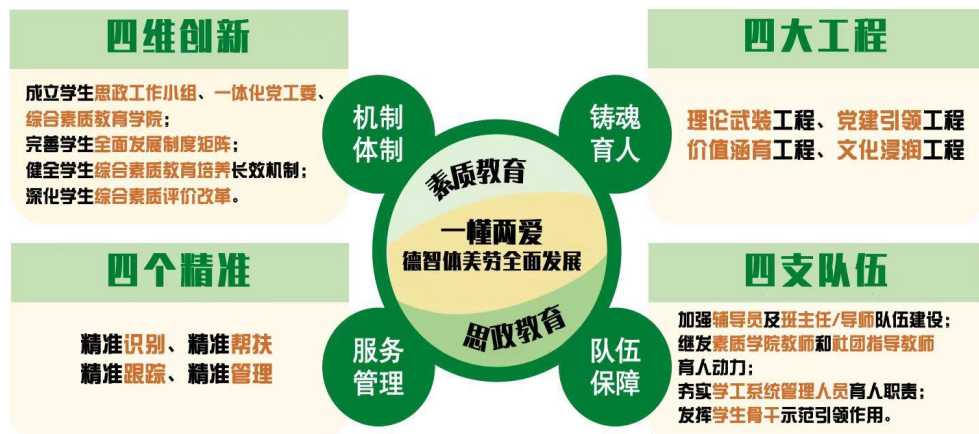 四维创新
成立学生思政工作小组、一体化党工委、
综合素质教育学院；
完善学生全面发展制度矩阵；
健全学生综合素质教育培养长效机制；
深化学生综合素质评价改革。
机制
体制
铸魂
育人
四大工程
理论武装工程、党建引领工程
价值涵育工程、文化浸润工程
素质教育
一懂两爱
德智体美劳全面发展
思政教育
四个精准
精准识别、精准帮扶
精准跟踪、精准管理
服务
管理
队伍
保障
四支队伍
加强辅导员及班主任/导师队伍建设；
继发素质学院教师和社团指导教师
育人动力；
夯实学工系统管理人员育人职责；
发挥学生骨干示范引领作用。